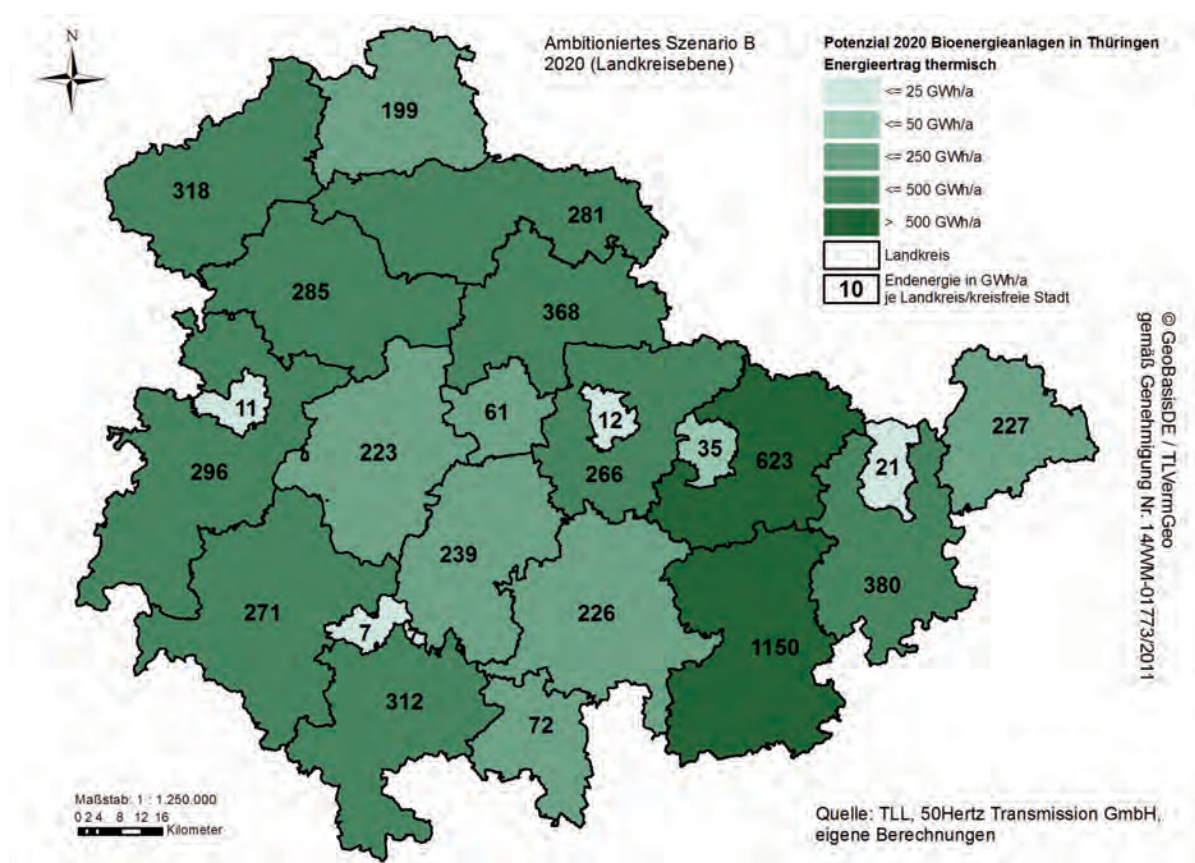 N
Ambitioniertes Szenario B
2020 (Landkreisebene)
Potenzial 2020 Bioenergieanlagen in Thüringen
Energieertrag thermisch
<= 25 GWh/a
<= 50 GWh/a
<= 250 GWh/a
<= 500 GWh/a
> 500 GWh/a
Landkreis
10
Endenergie in GWh/a
je Landkreis/kreisfreie Stadt
199
318
281
285
368
11
61
12
227
223
35
623
21
296
266
239
380
271
226
7
1150
312
72
© GeoBasisDE / TLVermGeo
gemäß Genehmigung Nr. 14/WM-01773/2011
Maßstab: 1 : 1.250.000
0 2 4 8 12 16
Kilometer
Quelle: TLL, 50Hertz Transmission GmbH,
eigene Berechnungen